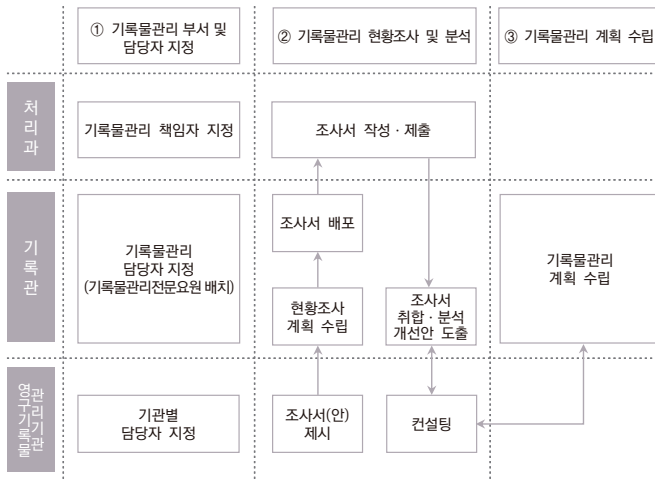 ① 기록물관리 부서 및
담당자 지정
② 기록물관리 현황조사 및 분석
③ 기록물관리 계획 수립
처리과
기록물관리 책임자 지정
조사서 작성 · 제출
기록관
기록물관리
담당자 지정
(기록물관리전문요원 배치)
조사서 배포
현황조사
계획 수립
조사서
취합 · 분석
개선안 도출
기록물관리
계획 수립
영구기록물
관리기관
기관별
담당자 지정
조사서(안)
제시
컨설팅